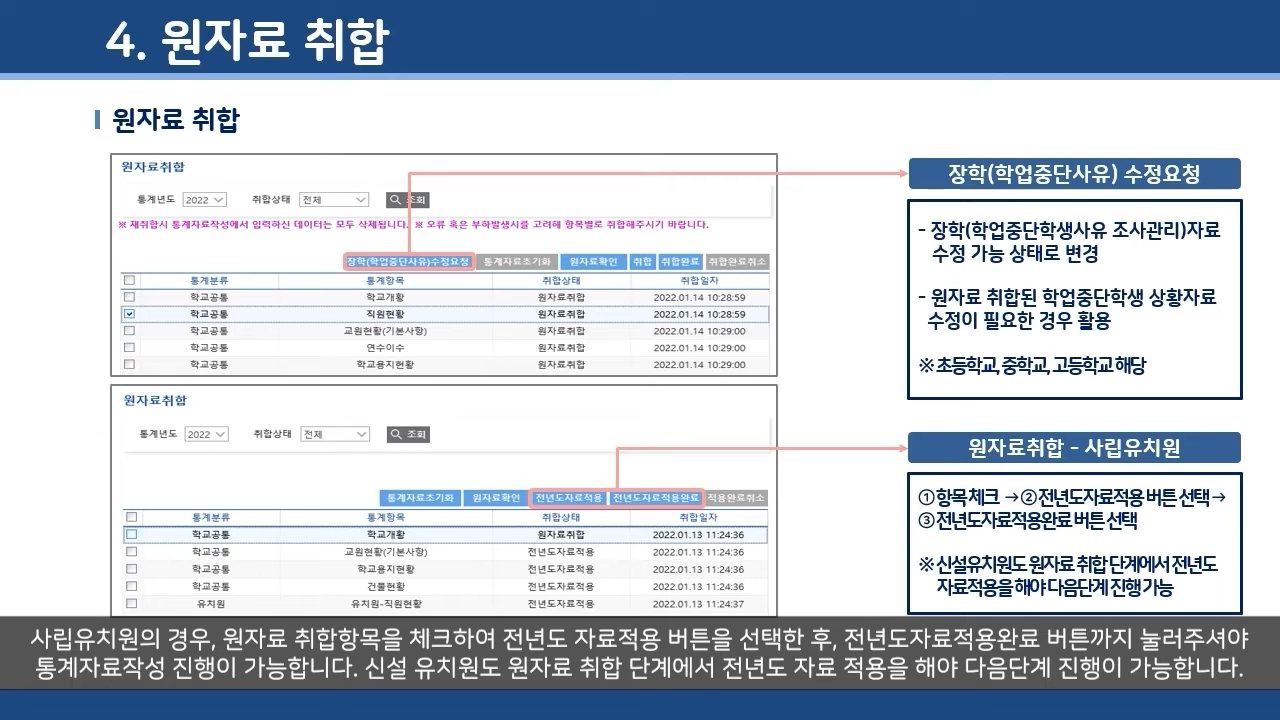 4. 원자료 취합
원자료 취합
원자료취합
통계년도 2022 취합상태 전체 조회
※ 재취합시 통계자료작성에서 입력하신 데이터는 모두 삭제됩니다. ※ 오류 혹은 부하발생시를 고려해 항목별로 취합해주시기 바랍니다.
장학(학업중단사유)수정요청 통계자료초기화 원자료확인 취합 취합완료 취합완료취소
통계분류 통계항목 취합상태 취합일자
학교공통 학교개황 원자료취합 2022.01.14 10:28:59
학교공통 직원현황 원자료취합 2022.01.14 10:28:59
학교공통 교원현황(기본사항) 원자료취합 2022.01.14 10:29:00
학교공통 연수이수 원자료취합 2022.01.14 10:29:00
학교공통 학교용지현황 원자료취합 2022.01.14 10:29:00
장학(학업중단사유) 수정요청
- 장학(학업중단학생사유 조사관리)자료
수정 가능 상태로 변경
- 원자료 취합된 학업중단학생 상황자료
수정이 필요한 경우 활용
※ 초등학교, 중학교, 고등학교 해당
원자료취합
통계년도 2022 취합상태 전체 조회
통계자료초기화 원자료확인 전년도자료적용 전년도자료적용완료 적용완료취소
통계분류 통계항목 취합상태 취합일자
학교공통 학교개황 원자료취합 2022.01.13 11:24:36
학교공통 교원현황(기본사항) 전년도자료적용 2022.01.13 11:24:36
학교공통 학교용지현황 전년도자료적용 2022.01.13 11:24:36
학교공통 건물현황 전년도자료적용 2022.01.13 11:24:36
유치원 유치원-직원현황 전년도자료적용 2022.01.13 11:24:37
원자료취합 - 사립유치원
① 항목 체크 → ② 전년도자료적용 버튼 선택 →
③ 전년도자료적용완료 버튼 선택
※ 신설유치원도 원자료 취합 단계에서 전년도
자료적용을 해야 다음단계 진행 가능
사립유치원의 경우, 원자료 취합항목을 체크하여 전년도 자료적용 버튼을 선택한 후, 전년도자료적용완료 버튼까지 눌러주셔야
통계자료작성 진행이 가능합니다. 신설 유치원도 원자료 취합 단계에서 전년도 자료 적용을 해야 다음단계 진행이 가능합니다.